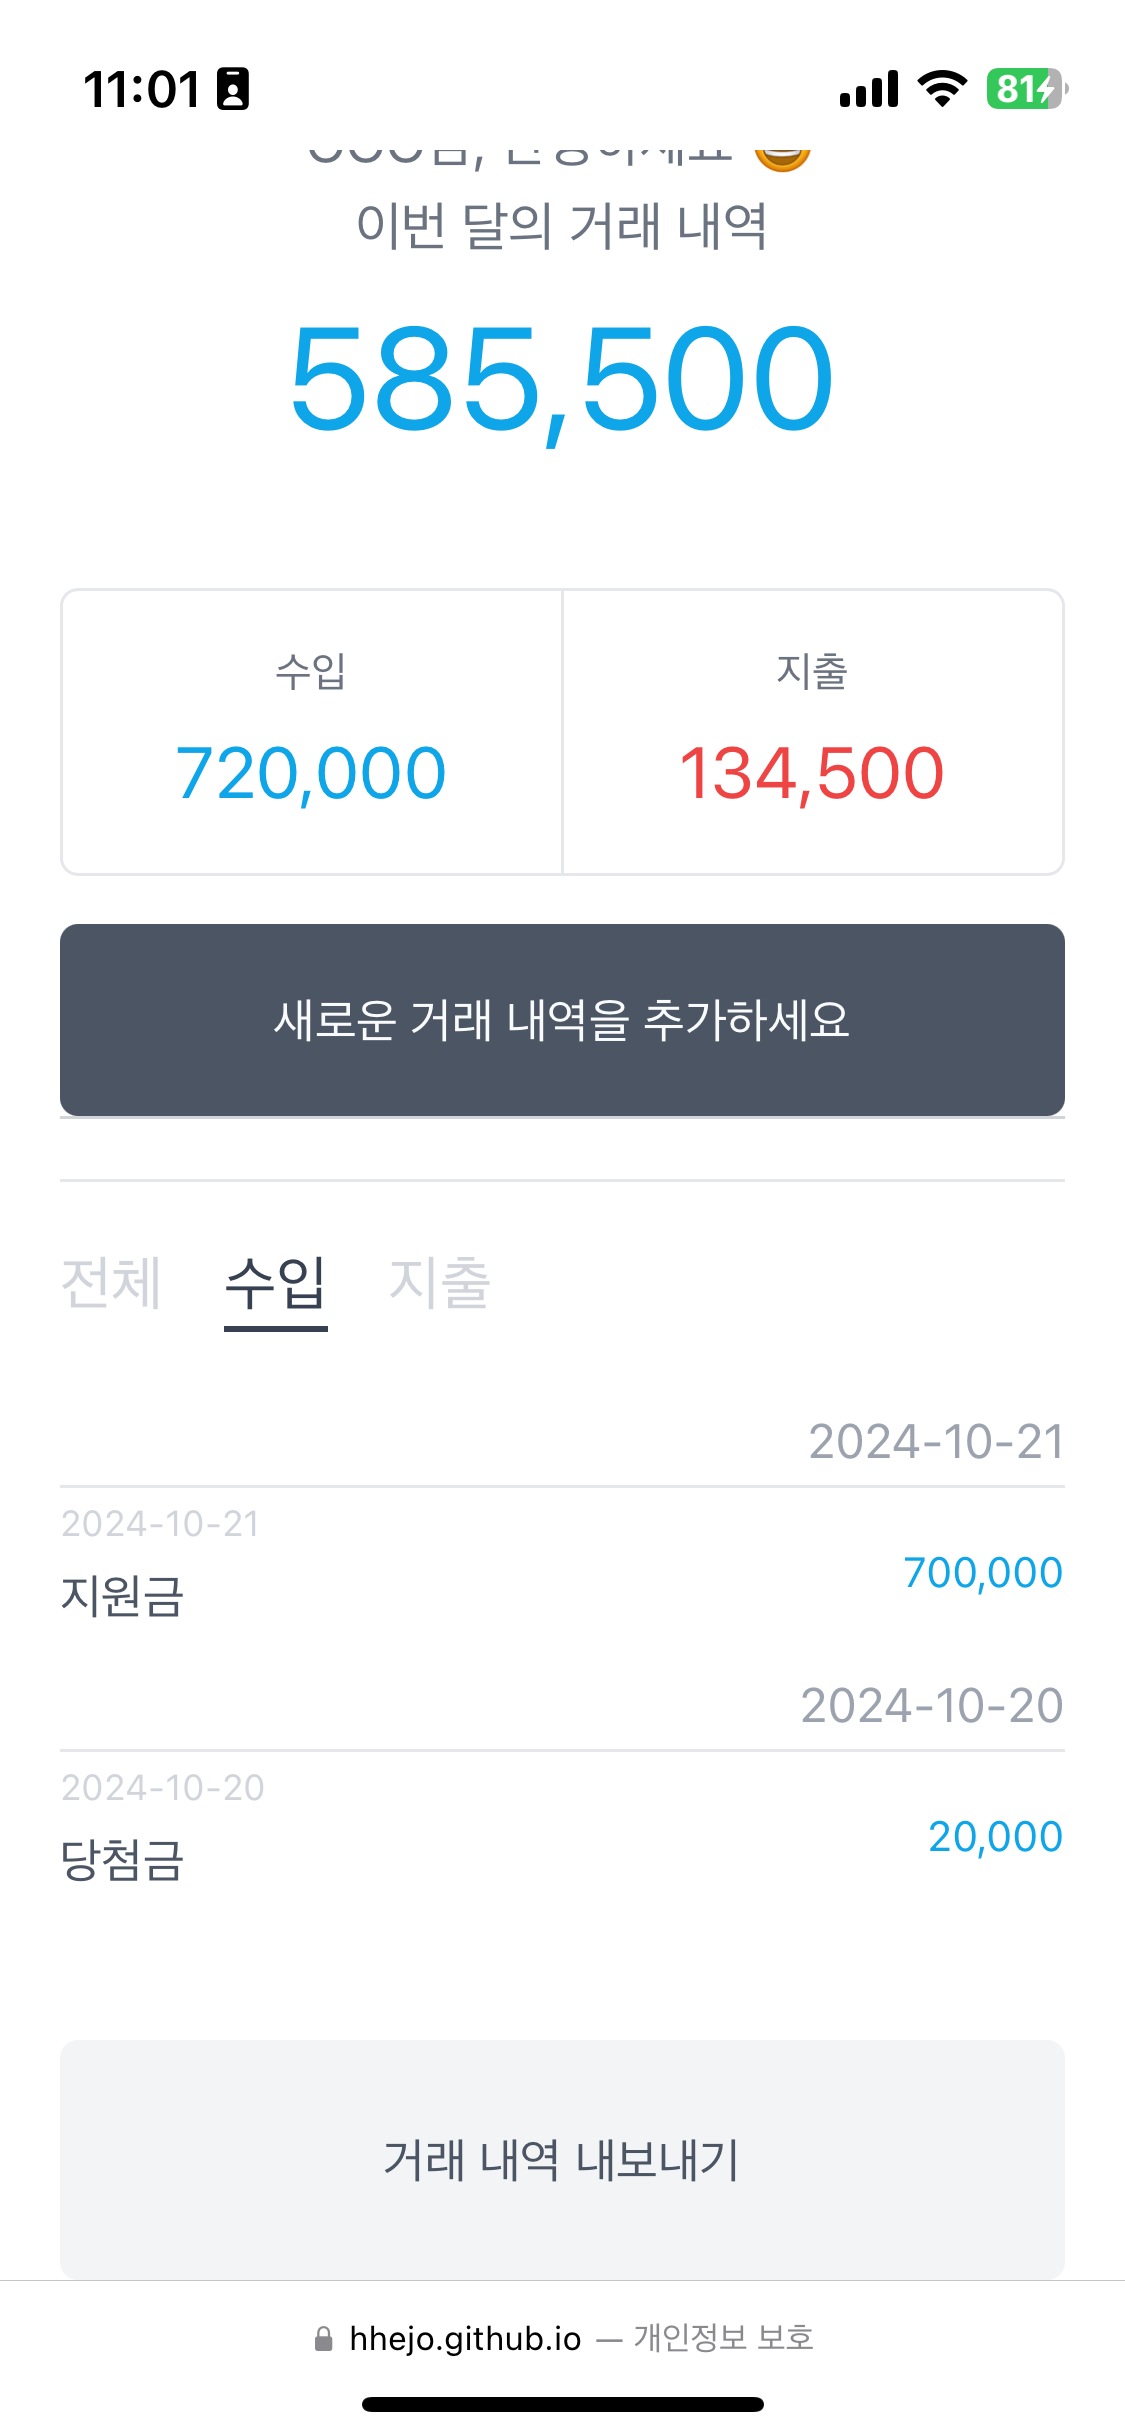 11:01
81
이번 달의 거래 내역
585,500
수입
지출
720,000
134,500
새로운 거래 내역을 추가하세요
전체 수입 지출
2024-10-21
2024-10-21
지원금
700,000
2024-10-20
2024-10-20
당첨금
20,000
거래 내역 내보내기
hhejo.github.io — 개인정보 보호